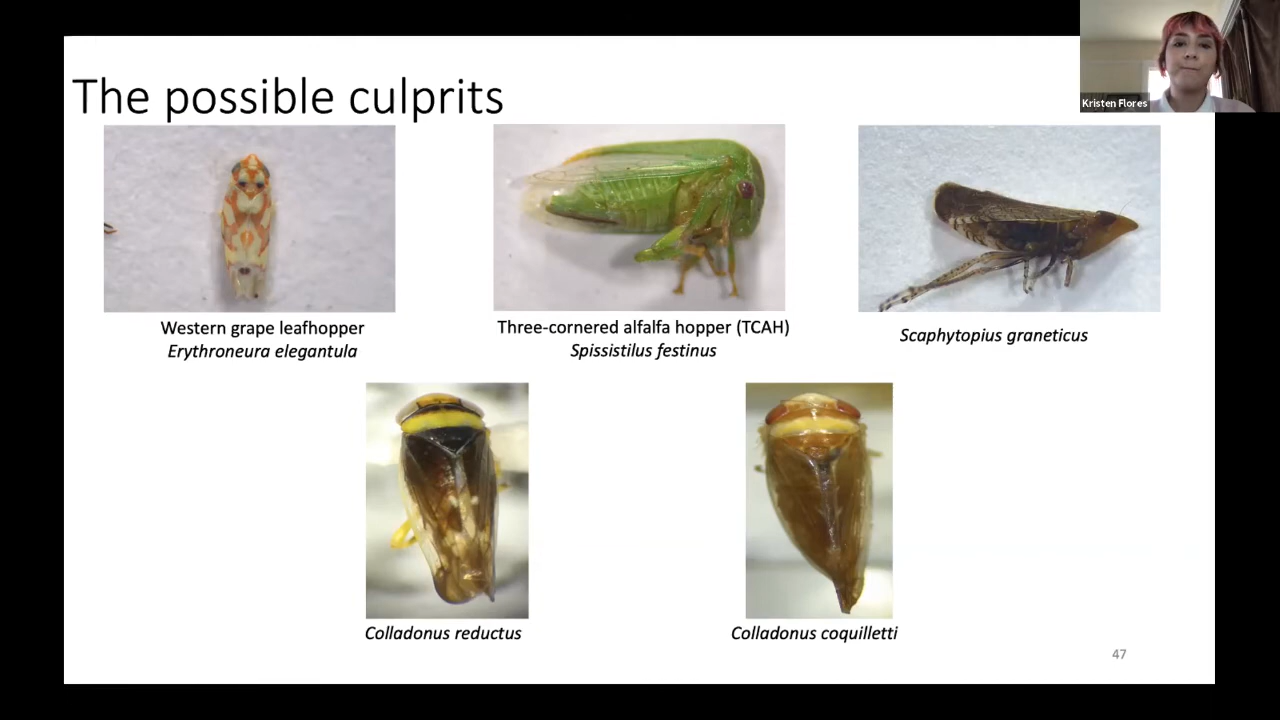 The possible culprits
Kristen Flores
Western grape leafhopper
Erythroneura elegantula
Three-cornered alfalfa hopper (TCAH)
Spissistilus festinus
Scaphytopius graneticus
Colladonus reductus
Colladonus coquilletti
47